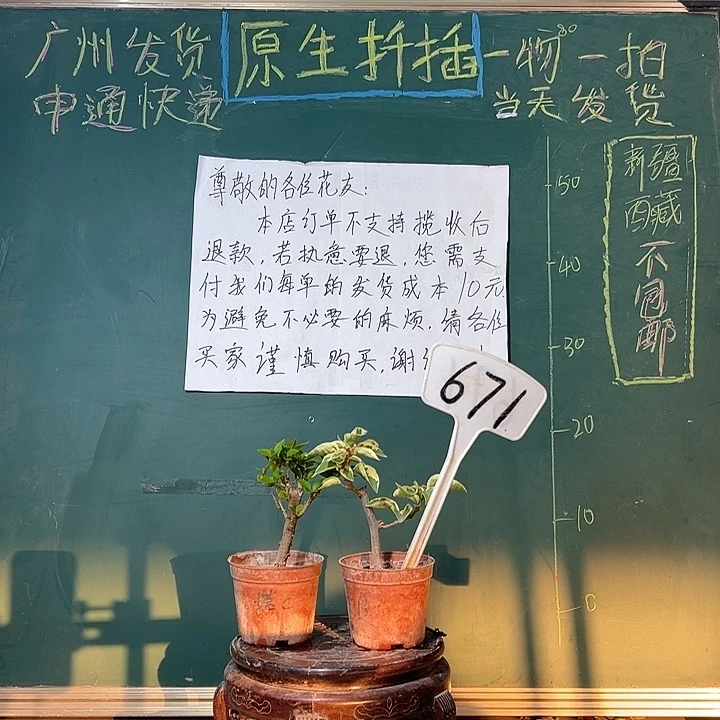 广州发货
申通快递
原生扦插
一物一拍
当天发货
新疆
西藏
不包邮
尊敬的各位花友:
本店订单不支持揽收后
退款,若执意要退,您需支
付我们每单的发货成本10元.
为避免不必要的麻烦,请各位
买家谨慎购买,谢
671
50
40
30
20
10
0